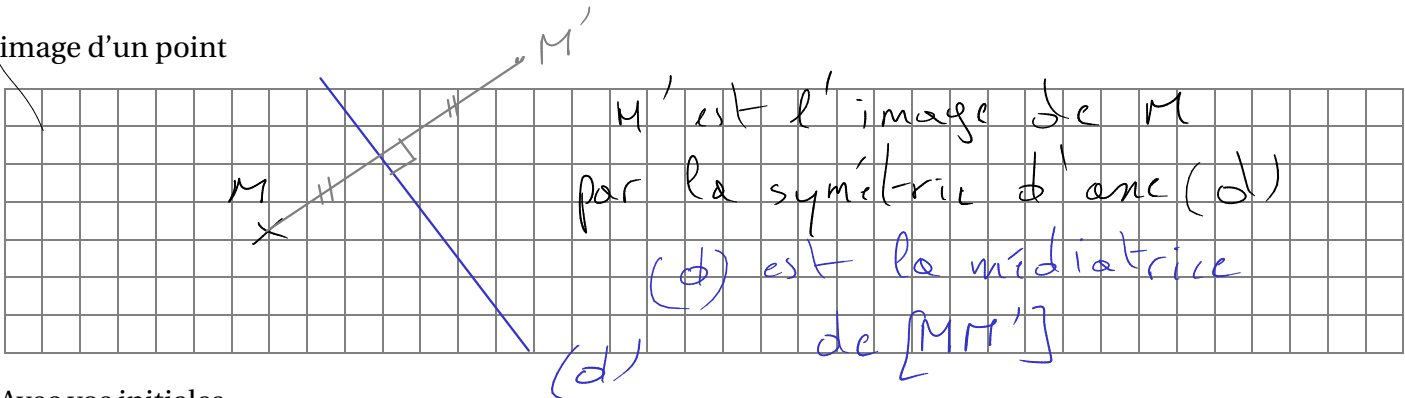 image d'un point
M'
M' est l'image de M
M
par la symétrie d'axe (d)
(d) est la médiatrice
de [MM']
(d)
Avec vos initiales